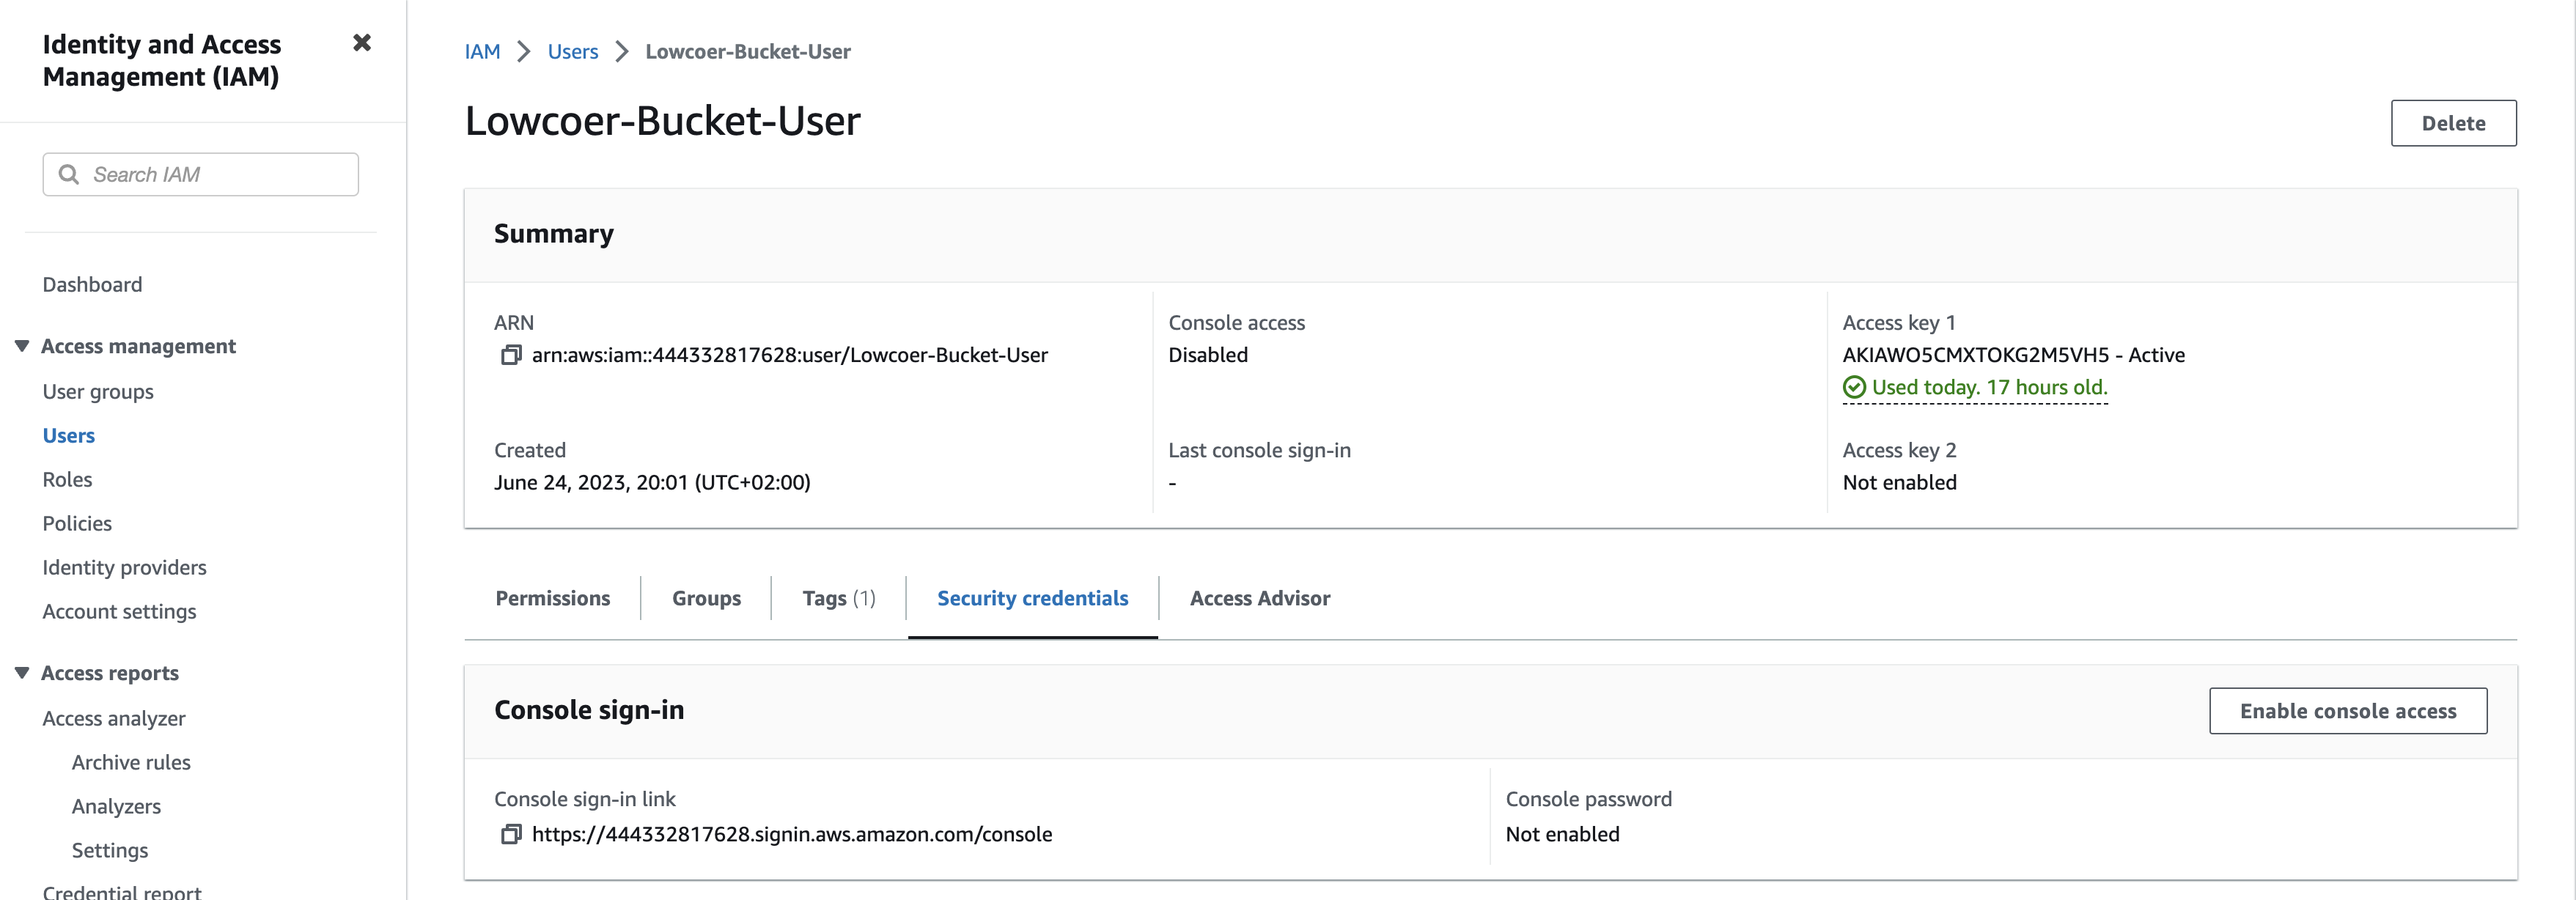 Identity and Access
Management (IAM)
Search IAM
Dashboard
Access management
User groups
Users
Roles
Policies
Identity providers
Account settings
Access reports
Access analyzer
Archive rules
Analyzers
Settings
Credential report
IAM
Users
Lowcoer-Bucket-User
Lowcoer-Bucket-User
Delete
Summary
ARN
arn:aws:iam::444332817628:user/Lowcoer-Bucket-User
Console access
Disabled
Access key 1
AKIAWO5CMXTOKG2M5VH5 - Active
Used today. 17 hours old.
Created
June 24, 2023, 20:01 (UTC+02:00)
Last console sign-in
-
Access key 2
Not enabled
Permissions
Groups
Tags (1)
Security credentials
Access Advisor
Console sign-in
Enable console access
Console sign-in link
https://444332817628.signin.aws.amazon.com/console
Console password
Not enabled